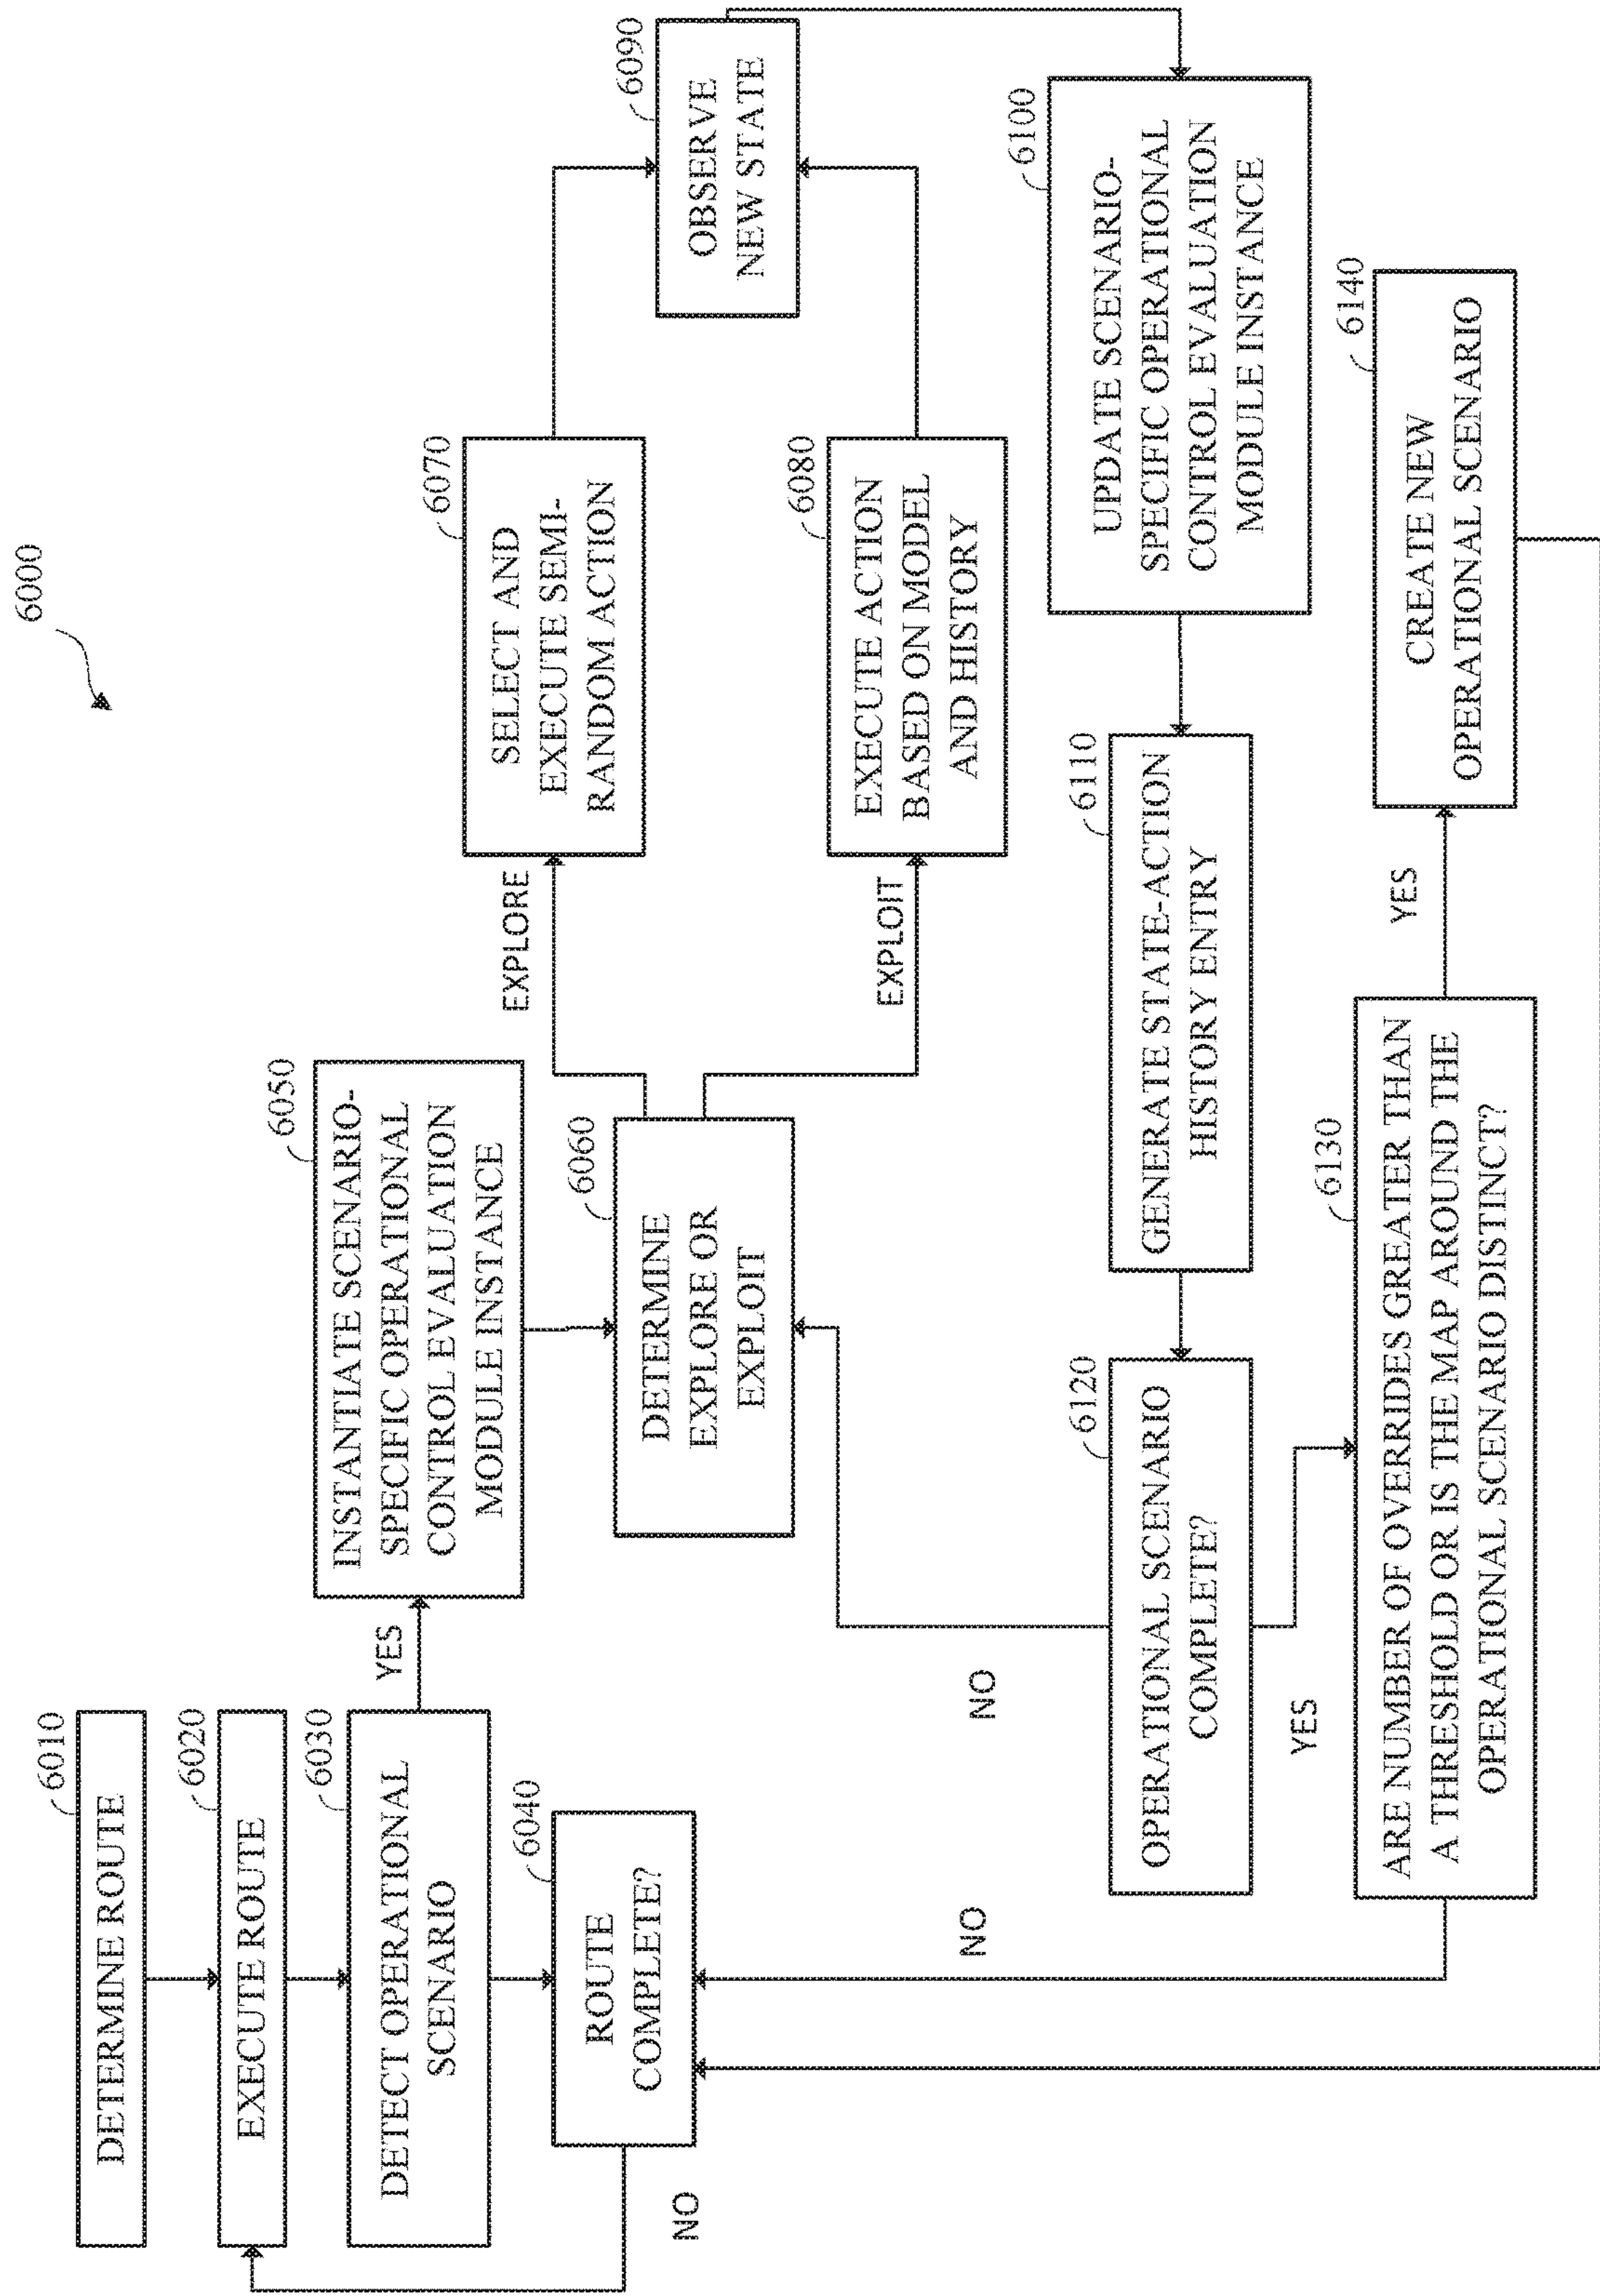 6000
6010
DETERMINE ROUTE
6020
EXECUTE ROUTE
6030
DETECT OPERATIONAL
SCENARIO
YES
6040
ROUTE
COMPLETE?
NO
6050
INSTANTIATE SCENARIO-
SPECIFIC OPERATIONAL
CONTROL EVALUATION
MODULE INSTANCE
6060
DETERMINE
EXPLORE OR
EXPLOIT
EXPLORE
EXPLOIT
6070
SELECT AND
EXECUTE SEMI-
RANDOM ACTION
6080
EXECUTE ACTION
BASED ON MODEL
AND HISTORY
6090
OBSERVE
NEW STATE
6100
UPDATE SCENARIO-
SPECIFIC OPERATIONAL
CONTROL EVALUATION
MODULE INSTANCE
6110
GENERATE STATE-ACTION
HISTORY ENTRY
6120
OPERATIONAL SCENARIO
COMPLETE?
NO
YES
6130
ARE NUMBER OF OVERRIDES GREATER THAN
A THRESHOLD OR IS THE MAP AROUND THE
OPERATIONAL SCENARIO DISTINCT?
NO
YES
6140
CREATE NEW
OPERATIONAL SCENARIO